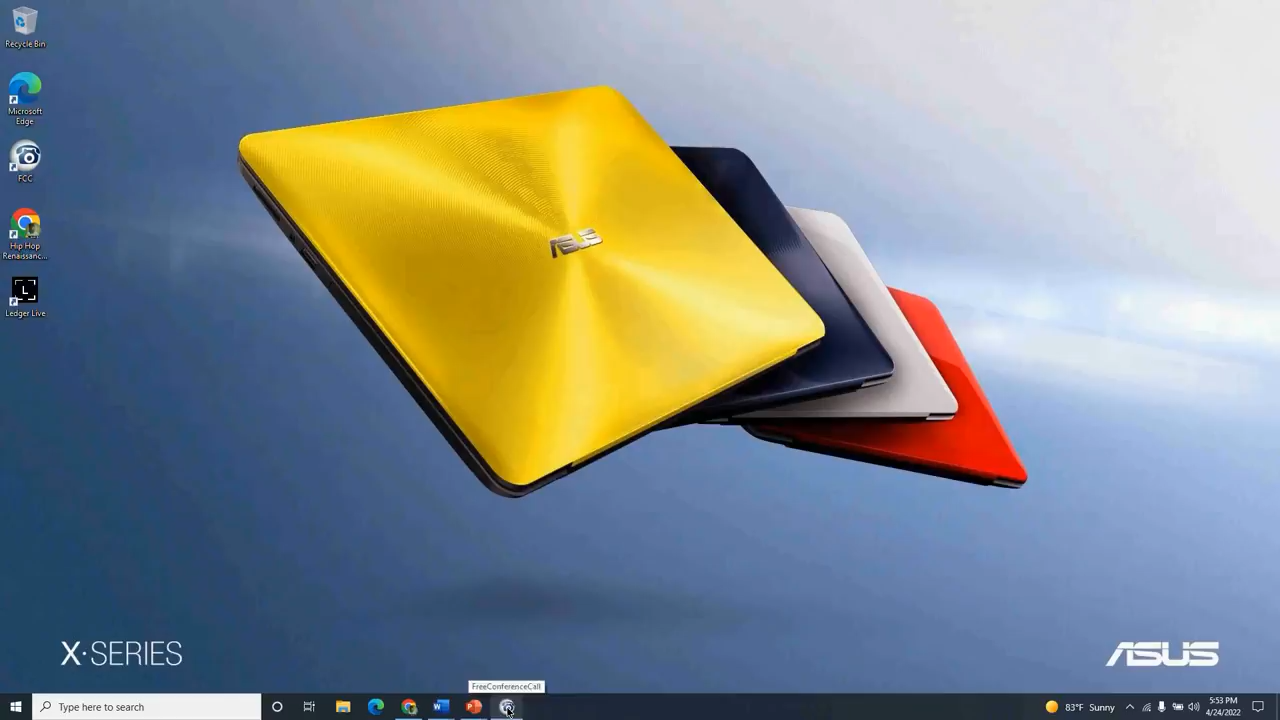 Recycle Bin
Microsoft
Edge
FCC
Hip Hop
Renaissanc...
L
Ledger Live
ASUS
X·SERIES
ASUS
FreeConferenceCall
Type here to search
83°F Sunny
5:53 PM
4/24/2022